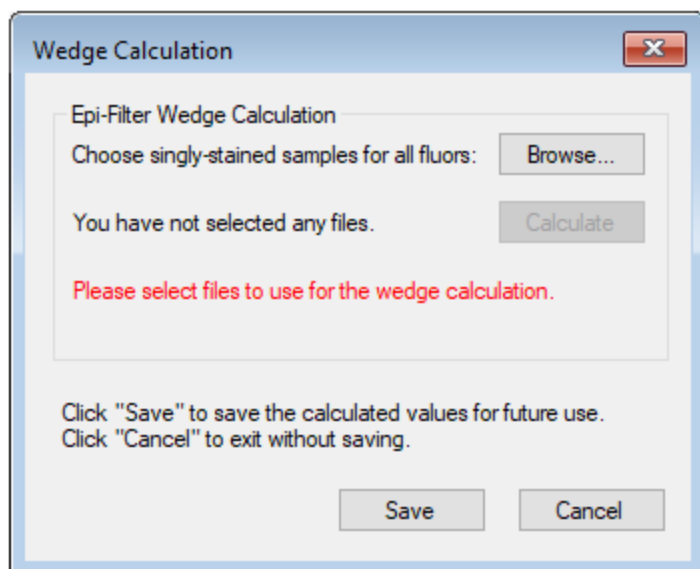 Wedge Calculation
Epi-Filter Wedge Calculation
Choose singly-stained samples for all fluors: Browse...
You have not selected any files. Calculate
Please select files to use for the wedge calculation.
Click "Save" to save the calculated values for future use.
Click "Cancel" to exit without saving.
Save Cancel